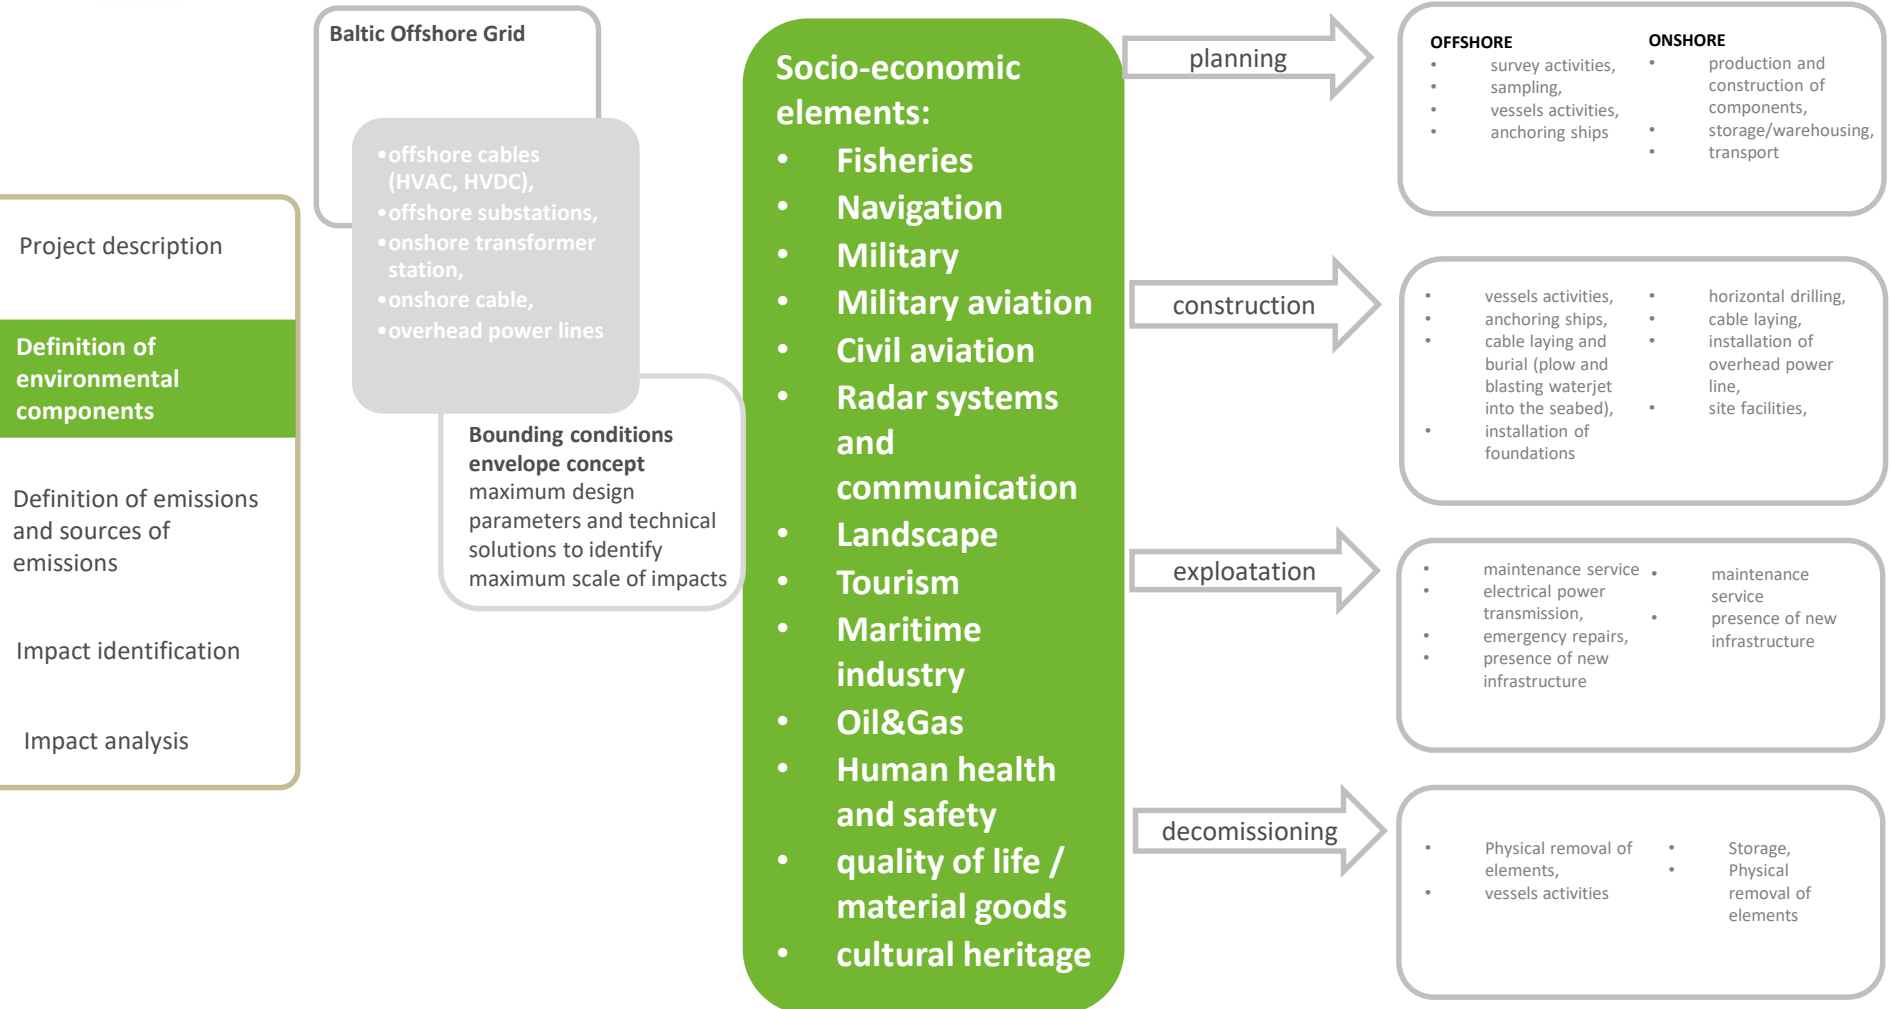 Project description
Definition of
environmental
components
Definition of emissions
and sources of
emissions
Impact identification
Impact analysis
Baltic Offshore Grid
•offshore cables
(HVAC, HVDC),
•offshore substations,
•onshore transformer
station,
•onshore cable,
•overhead power lines
Bounding conditions
envelope concept
maximum design
parameters and technical
solutions to identify
maximum scale of impacts
Socio-economic
elements:
• Fisheries
• Navigation
• Military
• Military aviation
• Civil aviation
• Radar systems
and
communication
• Landscape
• Tourism
• Maritime
industry
• Oil&Gas
• Human health
and safety
• quality of life /
material goods
• cultural heritage
planning
OFFSHORE
• survey activities,
• sampling,
• vessels activities,
• anchoring ships
ONSHORE
• production and
construction of
components,
• storage/warehousing,
• transport
construction
• vessels activities,
• anchoring ships,
• cable laying and
burial (plow and
blasting waterjet
into the seabed),
• installation of
foundations
• horizontal drilling,
• cable laying,
• installation of
overhead power
line,
• site facilities,
exploatation
• maintenance service
• electrical power
transmission,
• emergency repairs,
• presence of new
infrastructure
• maintenance
service
• presence of new
infrastructure
decomissioning
• Physical removal of
elements,
• vessels activities
• Storage,
• Physical
removal of
elements